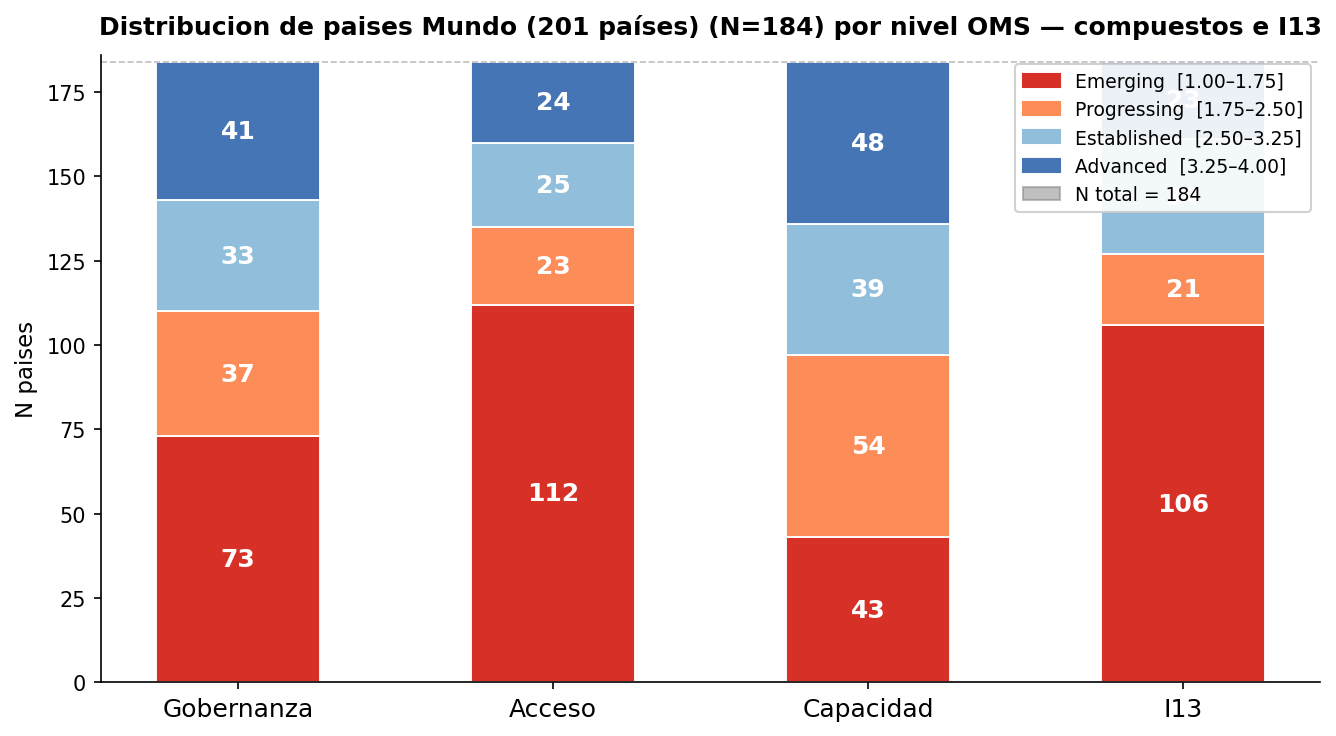 Distribucion de paises Mundo (201 países) (N=184) por nivel OMS — compuestos e I13
N paises
175
150
125
100
75
50
25
0
41
33
37
73
24
25
23
112
48
39
54
43
21
106
Emerging [1.00–1.75]
Progressing [1.75–2.50]
Established [2.50–3.25]
Advanced [3.25–4.00]
N total = 184
Gobernanza
Acceso
Capacidad
I13